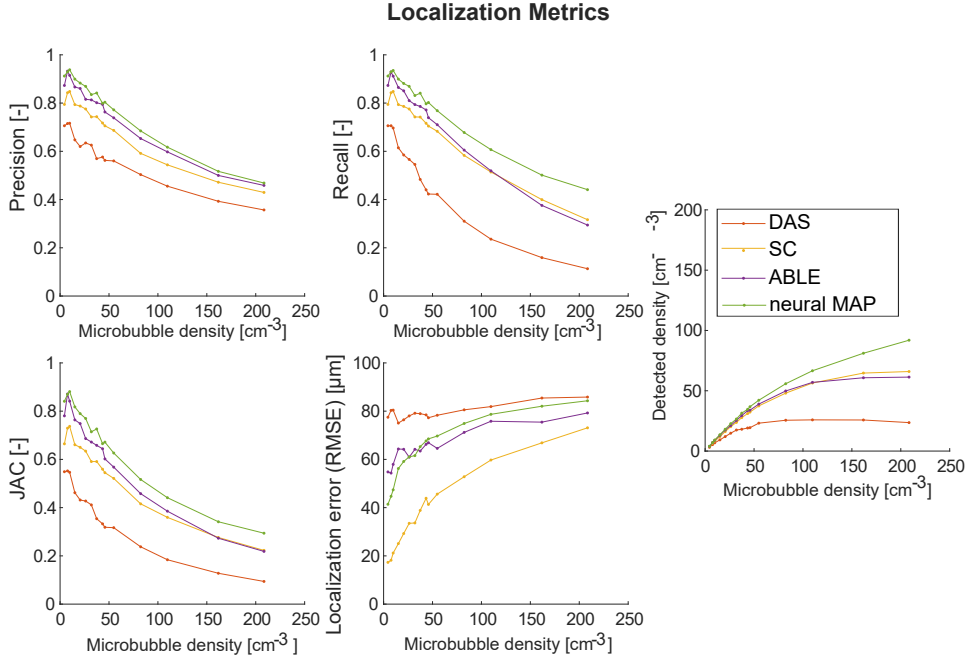 Localization Metrics
1
0.8
0.6
0.4
0.2
0
Precision [-]
0 50 100 150 200 250
Microbubble density [cm-3]
1
0.8
0.6
0.4
0.2
0
Recall [-]
0 50 100 150 200 250
Microbubble density [cm-3]
1
0.8
0.6
0.4
0.2
0
JAC [-]
0 50 100 150 200 250
Microbubble density [cm-3 ]
100
80
60
40
20
0
Localization error (RMSE) [µm]
0 50 100 150 200 250
Microbubble density [cm-3]
200
150
100
50
0
Detected density [cm- -3]
DAS
SC
ABLE
neural MAP
0 50 100 150 200 250
Microbubble density [cm-3]